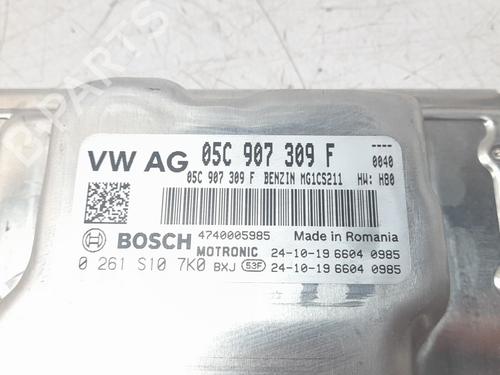 VW AG 05C 907 309 F ----
0040
05C 907 309 F BENZIN MG1CS211 HW: H80
BOSCH 4740005985 Made in Romania
MOTRONIC 24-10-19 6604 0985
0 261 S10 7K0 BXJ 53F 24-10-19 6604 0985
B-PARTS